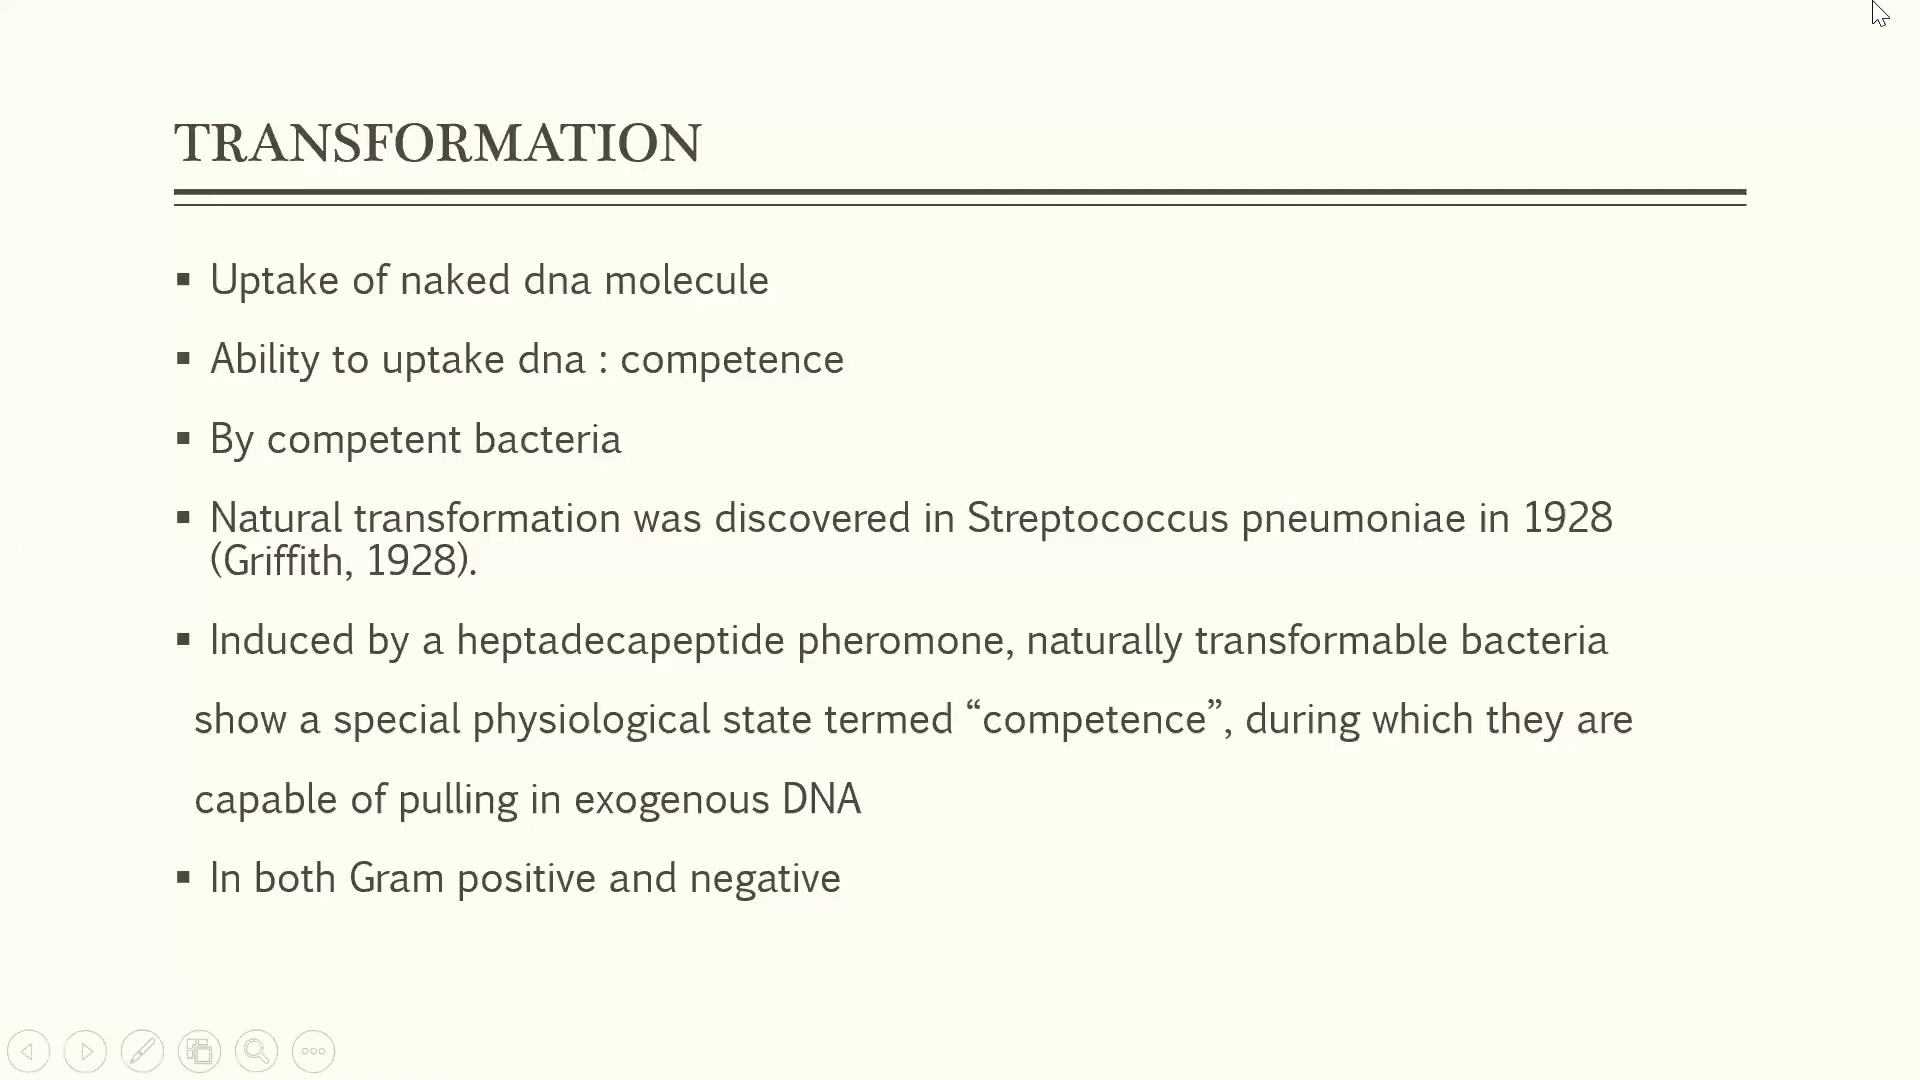 TRANSFORMATION
▪ Uptake of naked dna molecule
▪ Ability to uptake dna : competence
▪ By competent bacteria
▪ Natural transformation was discovered in Streptococcus pneumoniae in 1928
(Griffith, 1928).
▪ Induced by a heptadecapeptide pheromone, naturally transformable bacteria
show a special physiological state termed “competence”, during which they are
capable of pulling in exogenous DNA
▪ In both Gram positive and negative